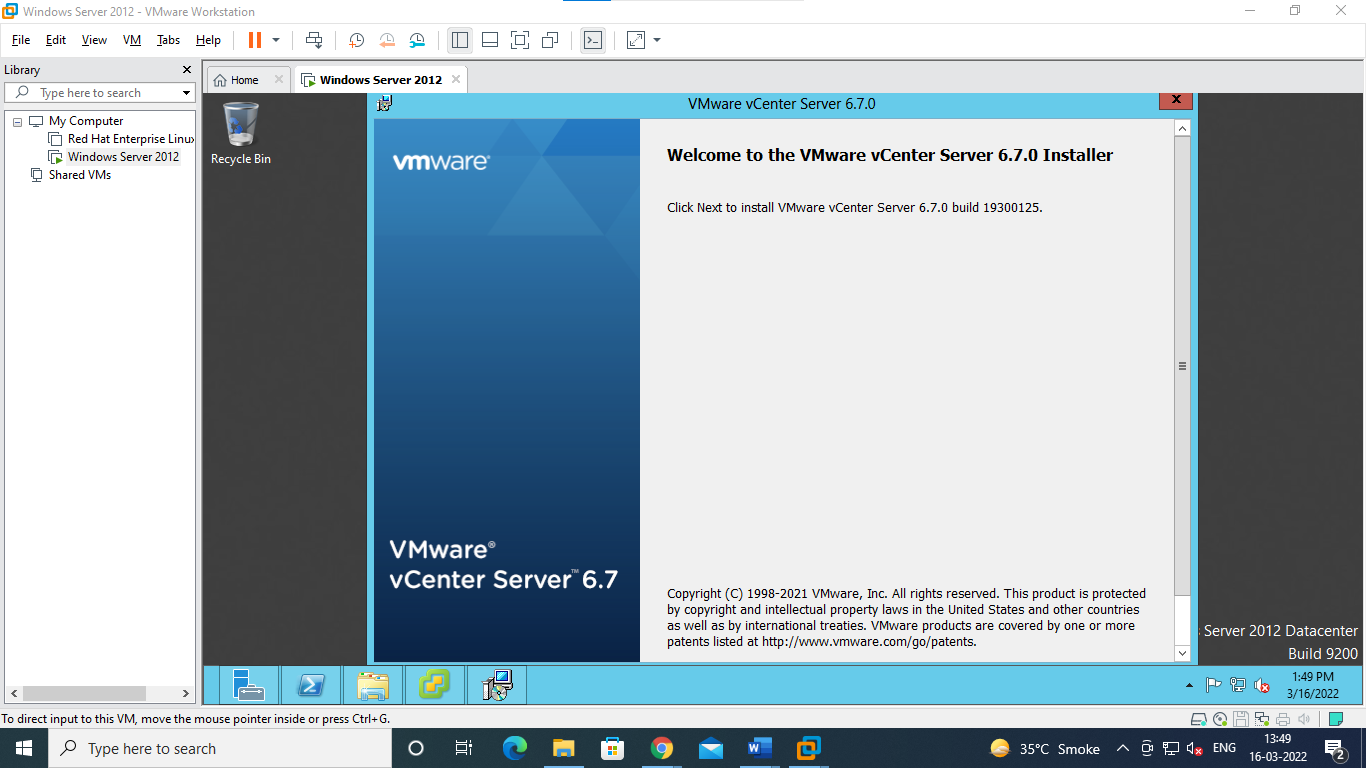 Windows Server 2012 - VMware Workstation
File Edit View VM Tabs Help
Library
Type here to search
My Computer
Red Hat Enterprise Linux
Windows Server 2012
Shared VMs
Home
Windows Server 2012
Recycle Bin
VMware vCenter Server 6.7.0
vmware®
Welcome to the VMware vCenter Server 6.7.0 Installer
Click Next to install VMware vCenter Server 6.7.0 build 19300125.
VMware®
vCenter Server™ 6.7
Copyright (C) 1998-2021 VMware, Inc. All rights reserved. This product is protected
by copyright and intellectual property laws in the United States and other countries
as well as by international treaties. VMware products are covered by one or more
patents listed at http://www.vmware.com/go/patents.
Server 2012 Datacenter
Build 9200
1:49 PM
3/16/2022
To direct input to this VM, move the mouse pointer inside or press Ctrl+G.
Type here to search
35°C Smoke
ENG
13:49
16-03-2022
2